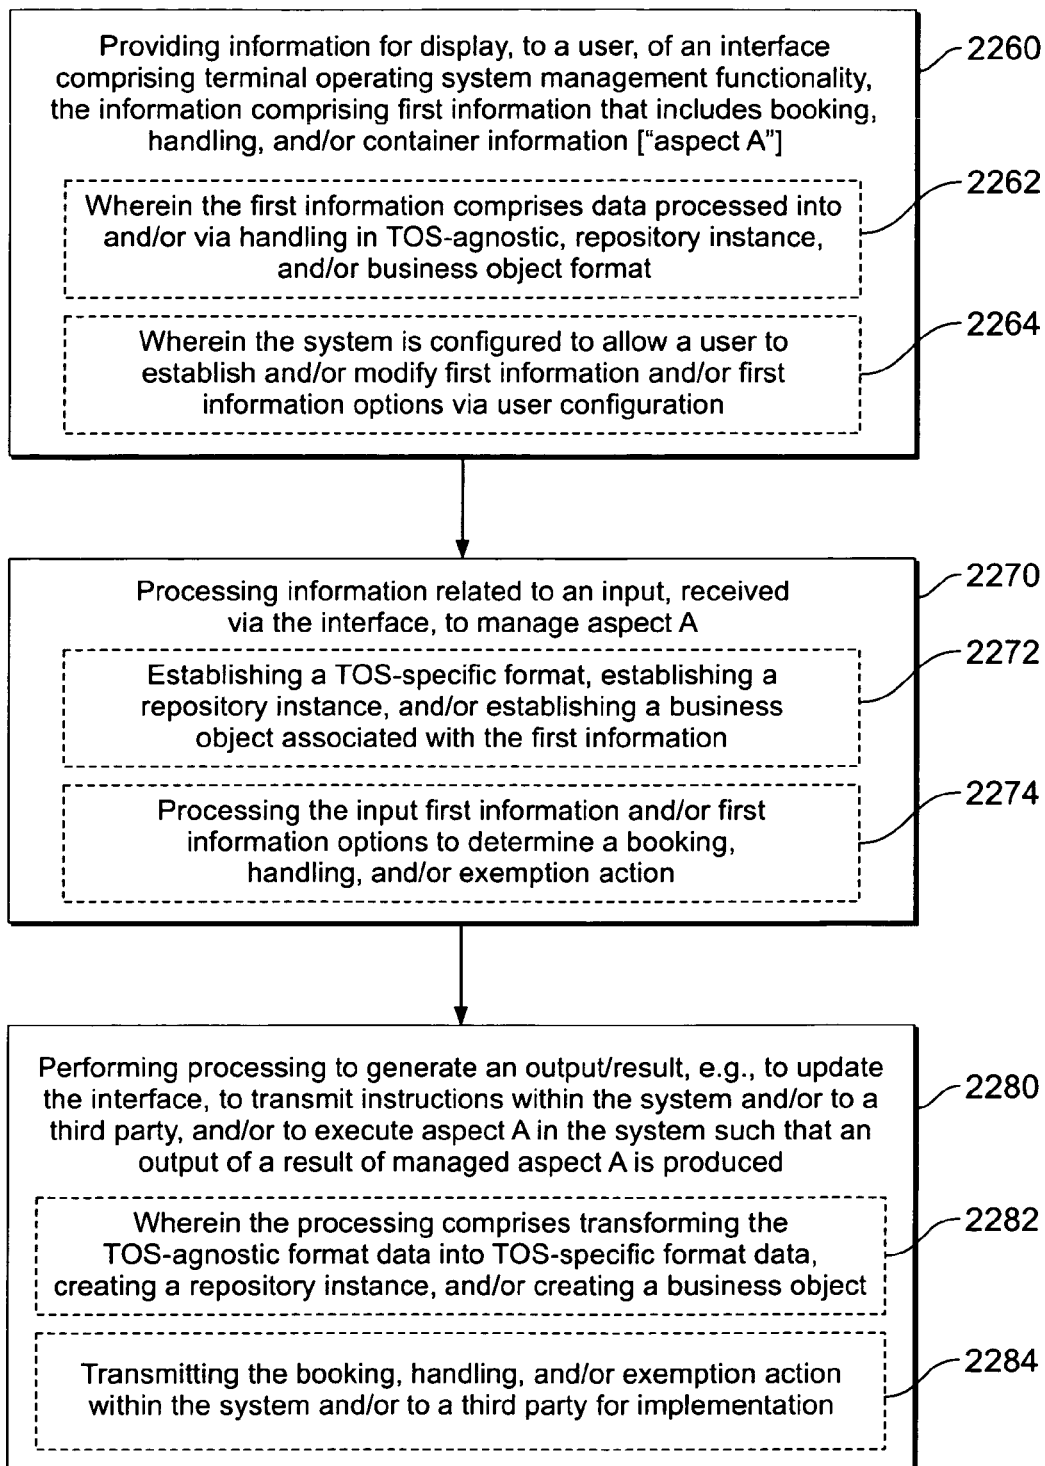 Providing information for display, to a user, of an interface
comprising terminal operating system management functionality,
the information comprising first information that includes booking,
handling, and/or container information ["aspect A"]
2260
Wherein the first information comprises data processed into
and/or via handling in TOS-agnostic, repository instance,
and/or business object format
2262
Wherein the system is configured to allow a user to
establish and/or modify first information and/or first
information options via user configuration
2264
Processing information related to an input, received
via the interface, to manage aspect A
2270
Establishing a TOS-specific format, establishing a
repository instance, and/or establishing a business
object associated with the first information
2272
Processing the input first information and/or first
information options to determine a booking,
handling, and/or exemption action
2274
Performing processing to generate an output/result, e.g., to update
the interface, to transmit instructions within the system and/or to a
third party, and/or to execute aspect A in the system such that an
output of a result of managed aspect A is produced
2280
Wherein the processing comprises transforming the
TOS-agnostic format data into TOS-specific format data,
creating a repository instance, and/or creating a business object
2282
Transmitting the booking, handling, and/or exemption action
within the system and/or to a third party for implementation
2284